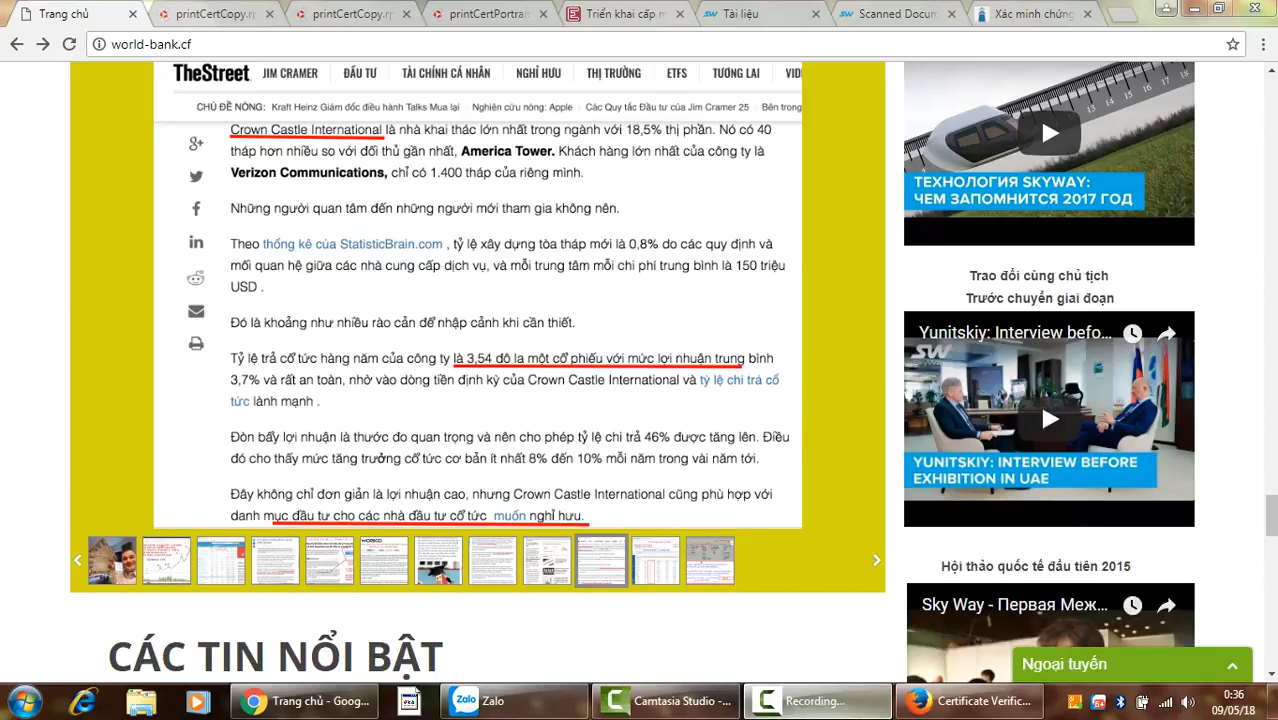 Trang chủ
printCertCopy.rr
printCertCopy.rr
printCertPortran
Triển khai cấp m
Tài liệu
Scanned Docum
Xác minh chứng
world-bank.cf
TheStreet
JIM CRAMER
ĐẦU TƯ
TÀI CHÍNH CÁ NHÂN
NGHỈ HƯU
THỊ TRƯỜNG
ETFS
TƯƠNG LAI
VID
CHỦ ĐỀ NÓNG: Kraft Heinz Giám đốc điều hành Talks Mua lại Nghiên cứu nóng: Apple Các Quy tắc Đầu tư của Jim Cramer 25 Bên trong
Crown Castle International là nhà khai thác lớn nhất trong ngành với 18,5% thị phần. Nó có 40
tháp hơn nhiều so với đối thủ gần nhất, America Tower. Khách hàng lớn nhất của công ty là
Verizon Communications, chỉ có 1.400 tháp của riêng mình.
Những người quan tâm đến những người mới tham gia không nên.
Theo thống kê của StatisticBrain.com , tỷ lệ xây dựng tòa tháp mới là 0,8% do các quy định và
mối quan hệ giữa các nhà cung cấp dịch vụ, và mỗi trung tâm mỗi chi phí trung bình là 150 triệu
USD .
Đó là khoảng như nhiều rào cản để nhập cảnh khi cần thiết.
Tỷ lệ trả cổ tức hàng năm của công ty là 3,54 đô la một cổ phiếu với mức lợi nhuận trung bình
3,7% và rất an toàn, nhờ vào dòng tiền định kỳ của Crown Castle International và tỷ lệ chi trả cổ
tức lành mạnh .
Đòn bẩy lợi nhuận là thước đo quan trọng và nên cho phép tỷ lệ chi trả 46% được tăng lên. Điều
đó cho thấy mức tăng trưởng cổ tức cơ bản ít nhất 8% đến 10% mỗi năm trong vài năm tới.
Đây không chỉ đơn giản là lợi nhuận cao, nhưng Crown Castle International cũng phù hợp với
danh mục đầu tư cho các nhà đầu tư cổ tức muốn nghỉ hưu.
CÁC TIN NỔI BẬT
ТЕХНОЛОГИЯ SKYWAY:
ЧЕМ ЗАПОМНИТСЯ 2017 ГОД
Trao đổi cùng chủ tịch
Trước chuyển giai đoạn
Yunitskiy: Interview befo...
SW
YUNITSKIY: INTERVIEW BEFORE
EXHIBITION IN UAE
Hội thảo quốc tế đầu tiên 2015
Sky Way - Первая Меж...
Ngoại tuyến
Trang chủ - Goog...
Zalo
Zalo
Camtasia Studio -...
Recording...
Certificate Verific...
0:36
09/05/18